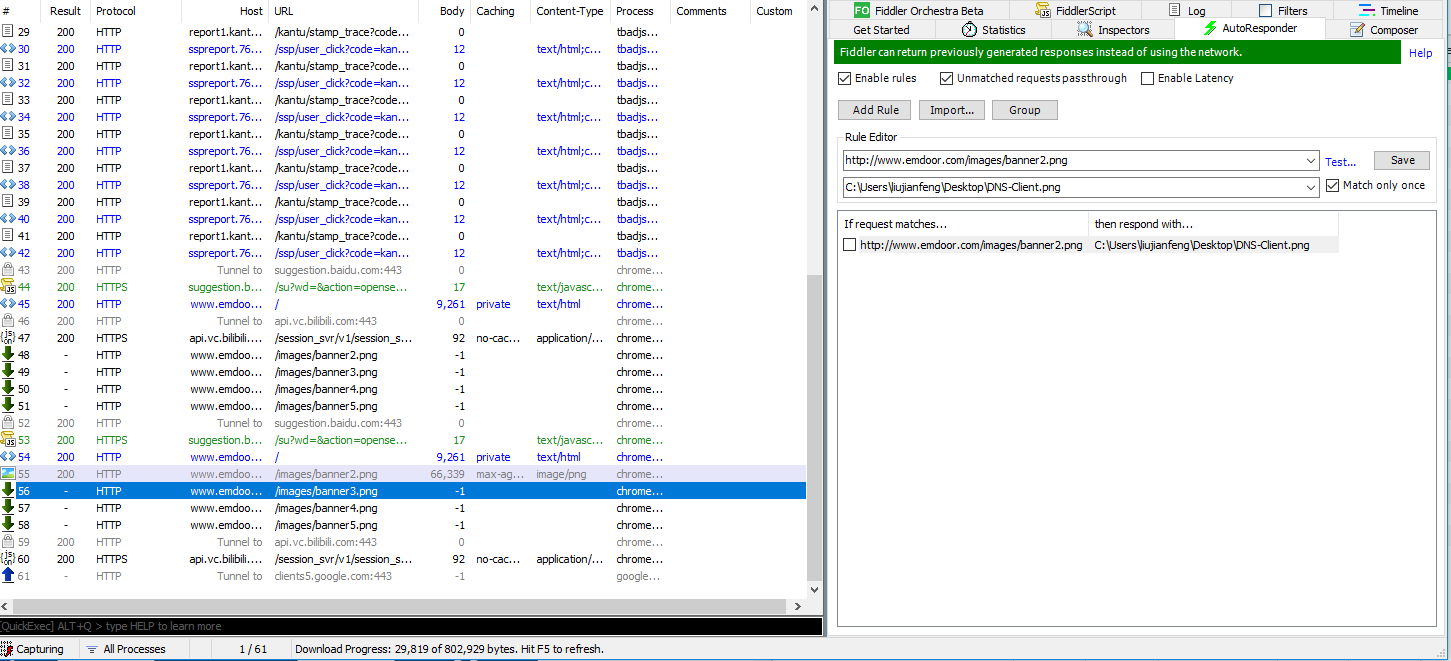 # Result Protocol Host URL Body Caching Content-Type Process Comments Custom
29 200 HTTP report1.kant... /kantu/stamp_trace?code... 0 tbadjs...
30 200 HTTP sspreport.76... /ssp/user_click?code=kan... 12 text/html;c... tbadjs...
31 200 HTTP report1.kant... /kantu/stamp_trace?code... 0 tbadjs...
32 200 HTTP sspreport.76... /ssp/user_click?code=kan... 12 text/html;c... tbadjs...
33 200 HTTP report1.kant... /kantu/stamp_trace?code... 0 tbadjs...
34 200 HTTP sspreport.76... /ssp/user_click?code=kan... 12 text/html;c... tbadjs...
35 200 HTTP report1.kant... /kantu/stamp_trace?code... 0 tbadjs...
36 200 HTTP sspreport.76... /ssp/user_click?code=kan... 12 text/html;c... tbadjs...
37 200 HTTP report1.kant... /kantu/stamp_trace?code... 0 tbadjs...
38 200 HTTP sspreport.76... /ssp/user_click?code=kan... 12 text/html;c... tbadjs...
39 200 HTTP report1.kant... /kantu/stamp_trace?code... 0 tbadjs...
40 200 HTTP sspreport.76... /ssp/user_click?code=kan... 12 text/html;c... tbadjs...
41 200 HTTP report1.kant... /kantu/stamp_trace?code... 0 tbadjs...
42 200 HTTP sspreport.76... /ssp/user_click?code=kan... 12 text/html;c... tbadjs...
43 200 HTTP Tunnel to suggestion.baidu.com:443 0 chrome...
44 200 HTTPS suggestion.b... /su?wd=&action=opense... 17 text/javasc... chrome...
45 200 HTTP www.emdoo... / 9,261 private text/html chrome...
46 200 HTTP Tunnel to api.vc.bilibili.com:443 0 chrome...
47 200 HTTPS api.vc.bilibili.... /session_svr/v1/session_s... 92 no-cac... application/... chrome...
48 - HTTP www.emdoo... /images/banner2.png -1 chrome...
49 - HTTP www.emdoo... /images/banner3.png -1 chrome...
50 - HTTP www.emdoo... /images/banner4.png -1 chrome...
51 - HTTP www.emdoo... /images/banner5.png -1 chrome...
52 200 HTTP Tunnel to suggestion.baidu.com:443 0 chrome...
53 200 HTTPS suggestion.b... /su?wd=&action=opense... 17 text/javasc... chrome...
54 200 HTTP www.emdoo... / 9,261 private text/html chrome...
55 200 HTTP www.emdoo... /images/banner2.png 66,339 max-ag... image/png chrome...
56 - HTTP www.emdoo... /images/banner3.png -1 chrome...
57 - HTTP www.emdoo... /images/banner4.png -1 chrome...
58 - HTTP www.emdoo... /images/banner5.png -1 chrome...
59 200 HTTP Tunnel to api.vc.bilibili.com:443 0 chrome...
60 200 HTTPS api.vc.bilibili.... /session_svr/v1/session_s... 92 no-cac... application/... chrome...
61 - HTTP Tunnel to clients5.google.com:443 -1 google...
[QuickExec] ALT+Q > type HELP to learn more
Capturing All Processes 1 / 61 Download Progress: 29,819 of 802,929 bytes. Hit F5 to refresh.
FO Fiddler Orchestra Beta FiddlerScript Log Filters Timeline
Get Started Statistics Inspectors AutoResponder Composer
Fiddler can return previously generated responses instead of using the network. Help
Enable rules Unmatched requests passthrough Enable Latency
Add Rule Import... Group
Rule Editor
http://www.emdoor.com/images/banner2.png Test... Save
C:\Users\liujianfeng\Desktop\DNS-Client.png Match only once
If request matches... then respond with...
http://www.emdoor.com/images/banner2.png C:\Users\liujianfeng\Desktop\DNS-Client.png